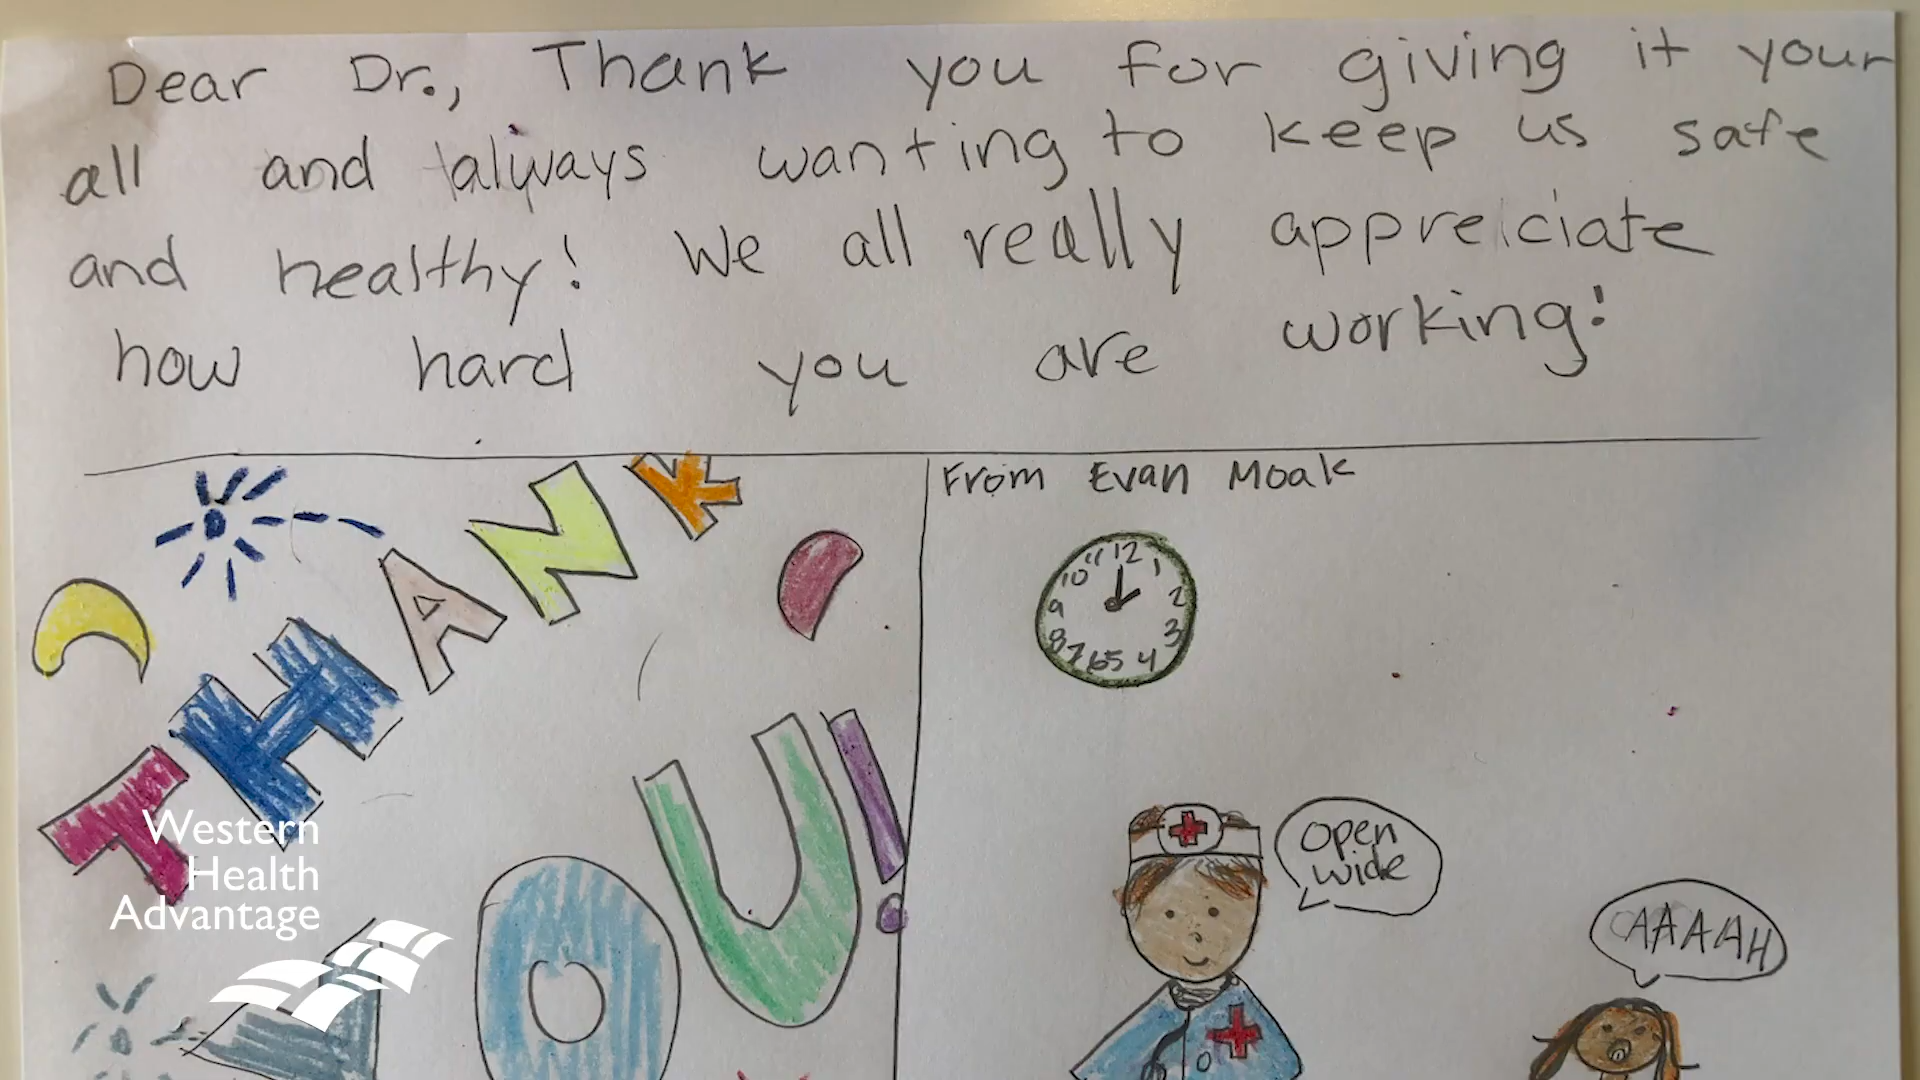 Dear Dr., Thank you for giving it your
all and always wanting to keep us safe
and healthy! We all really appreiciate
how hard you are working!
THANK
YOU!
From Evan Moak
12
1
2
3
4
5
6
7
8
9
10
11
Open
wide
AAAAH
Western
Health
Advantage